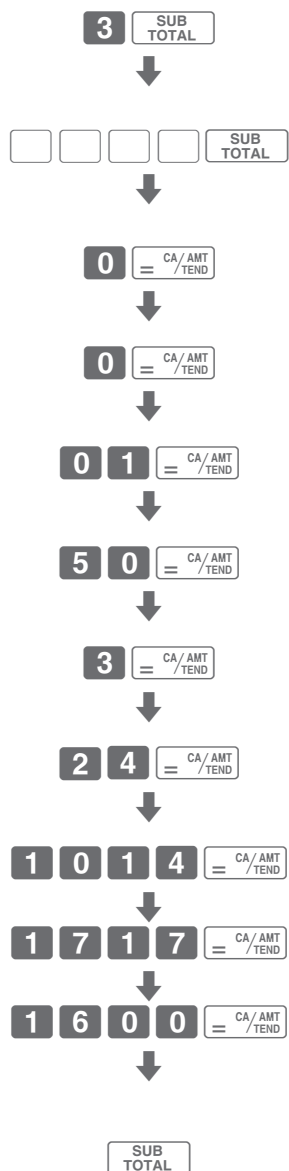 3 SUB TOTAL
SUB TOTAL
0 = CA/AMT/TEND
0 = CA/AMT/TEND
0 1 = CA/AMT/TEND
5 0 = CA/AMT/TEND
3 = CA/AMT/TEND
2 4 = CA/AMT/TEND
1 0 1 4 = CA/AMT/TEND
1 7 1 7 = CA/AMT/TEND
1 6 0 0 = CA/AMT/TEND
SUB TOTAL